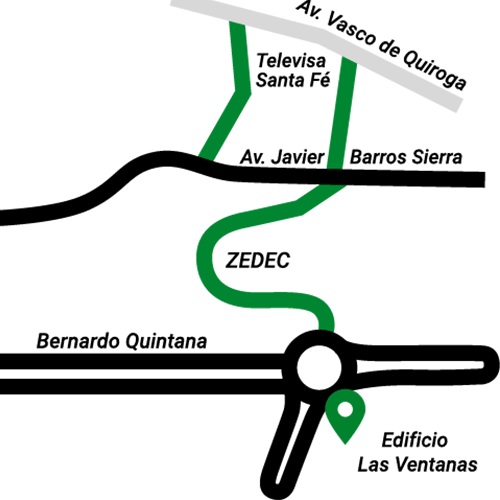 Av. Vasco de Quiroga
Televisa
Santa Fé
Av. Javier Barros Sierra
ZEDEC
Bernardo Quintana
Edificio
Las Ventanas